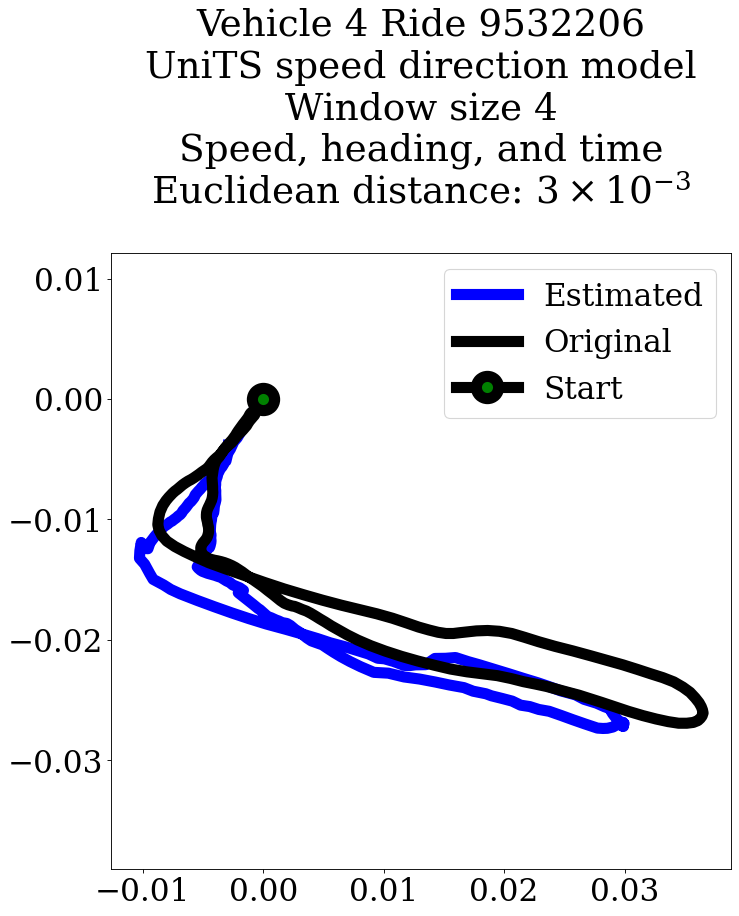 Vehicle 4 Ride 9532206
UniTS speed direction model
Window size 4
Speed, heading, and time
Euclidean distance: 3 × 10⁻³
Estimated
Original
Start
0.01
0.00
−0.01
−0.02
−0.03
−0.01 0.00 0.01 0.02 0.03